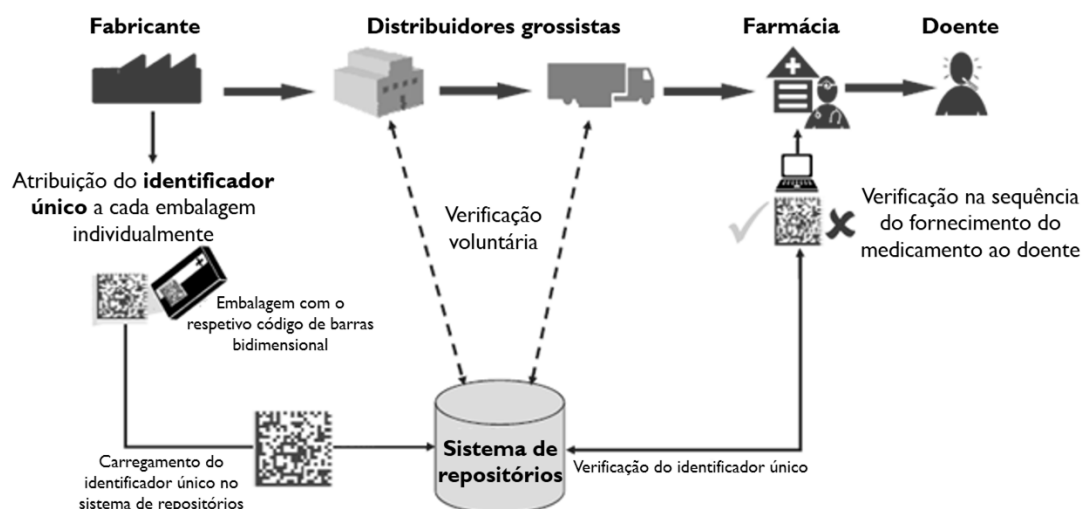 Fabricante
Distribuidores grossistas
Farmácia
Doente
Atribuição do identificador
único a cada embalagem
individualmente
Verificação
voluntária
Verificação na sequência
do fornecimento do
medicamento ao doente
Embalagem com o
respetivo código de barras
bidimensional
Carregamento do
identificador único no
sistema de repositórios
Sistema de
repositórios
Verificação do identificador único